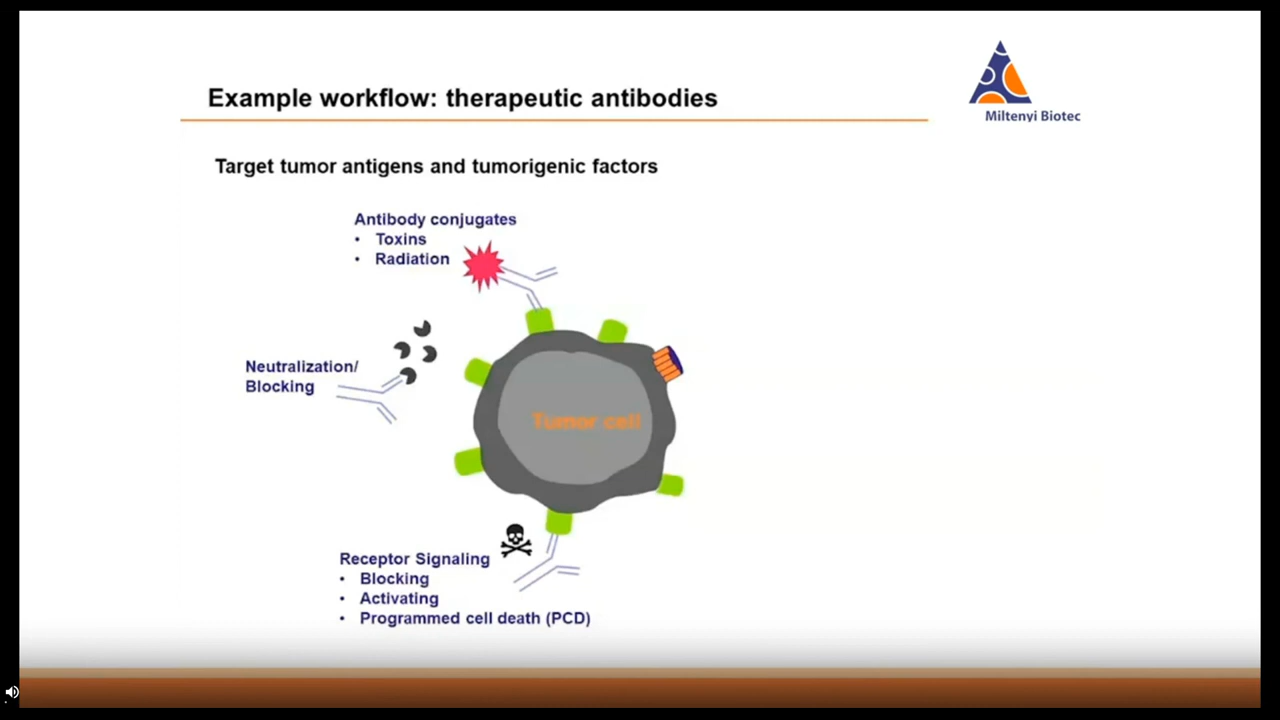 Miltenyi Biotec
Example workflow: therapeutic antibodies
Target tumor antigens and tumorigenic factors
Antibody conjugates
• Toxins
• Radiation
Neutralization/
Blocking
Tumor cell
Receptor Signaling
• Blocking
• Activating
• Programmed cell death (PCD)